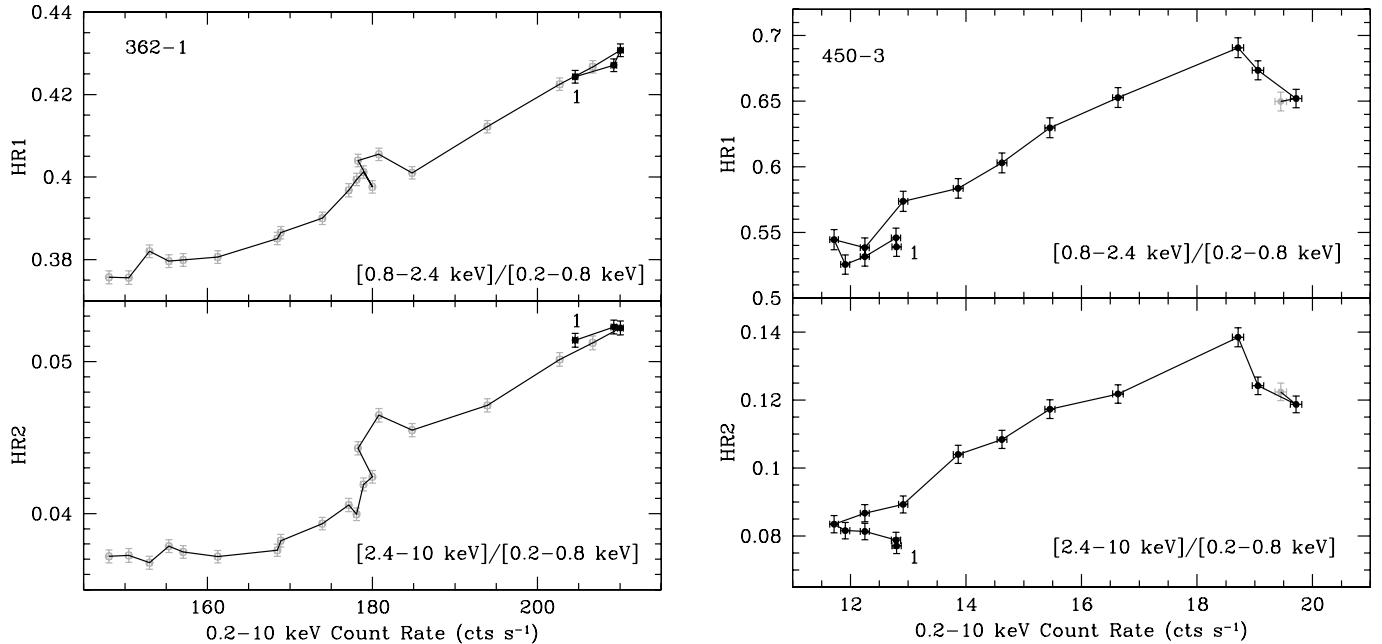 0.44
362−1
0.42
1
HR1
0.4
0.38
[0.8−2.4 keV]/[0.2−0.8 keV]
1
0.05
HR2
0.04
[2.4−10 keV]/[0.2−0.8 keV]
160 180 200
0.2−10 keV Count Rate (cts s⁻¹)
0.7
450−3
0.65
HR1
0.6
0.55
1
[0.8−2.4 keV]/[0.2−0.8 keV]
0.5
0.14
0.12
HR2
0.1
0.08
1
[2.4−10 keV]/[0.2−0.8 keV]
12 14 16 18 20
0.2−10 keV Count Rate (cts s⁻¹)